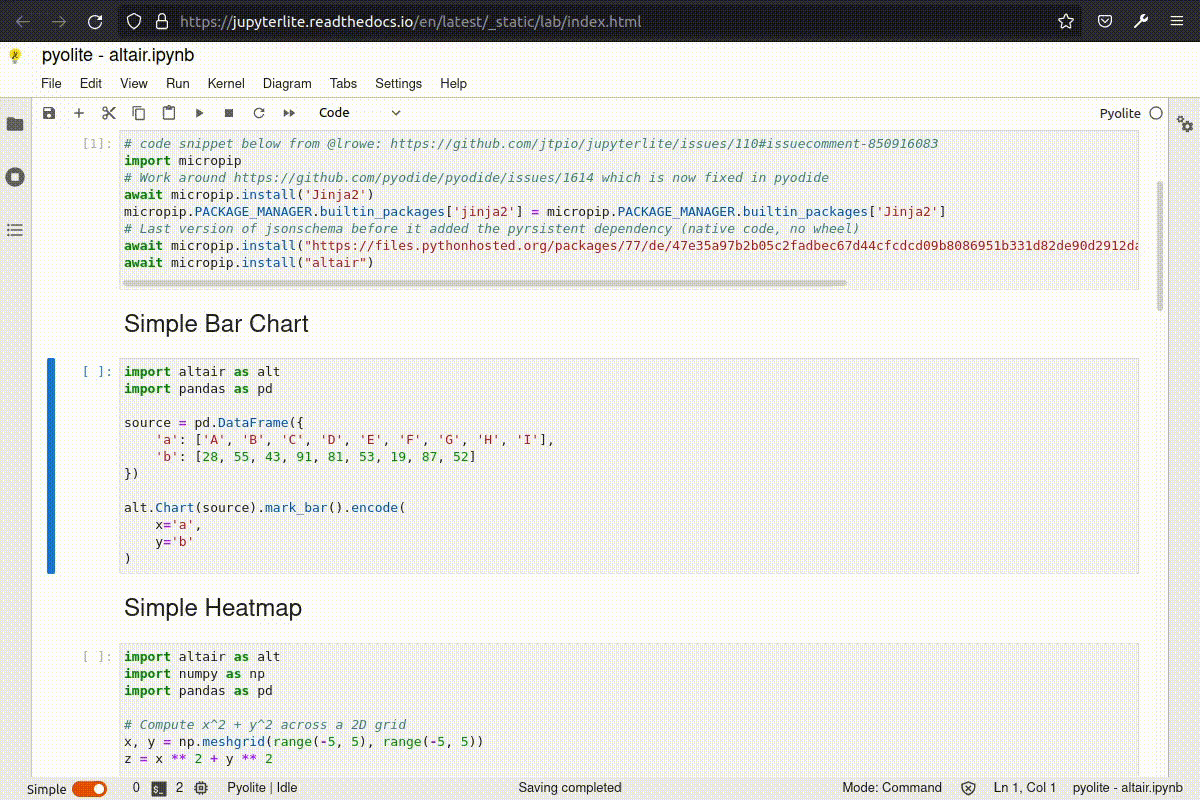 https://jupyterlite.readthedocs.io/en/latest/_static/lab/index.html
pyolite - altair.ipynb
File Edit View Run Kernel Diagram Tabs Settings Help
Code Pyolite
[1]: # code snippet below from @lrowe: https://github.com/jtpio/jupyterlite/issues/110#issuecomment-850916083
import micropip
# Work around https://github.com/pyodide/pyodide/issues/1614 which is now fixed in pyodide
await micropip.install('Jinja2')
micropip.PACKAGE_MANAGER.builtin_packages['jinja2'] = micropip.PACKAGE_MANAGER.builtin_packages['Jinja2']
# Last version of jsonschema before it added the pyrsistent dependency (native code, no wheel)
await micropip.install("https://files.pythonhosted.org/packages/77/de/47e35a97b2b05c2fadbec67d44cfcdcd09b8086951b331d82de90d2912da
await micropip.install("altair")
Simple Bar Chart
[ ]: import altair as alt
import pandas as pd
source = pd.DataFrame({
'a': ['A', 'B', 'C', 'D', 'E', 'F', 'G', 'H', 'I'],
'b': [28, 55, 43, 91, 81, 53, 19, 87, 52]
})
alt.Chart(source).mark_bar().encode(
x='a',
y='b'
)
Simple Heatmap
[ ]: import altair as alt
import numpy as np
import pandas as pd
# Compute x^2 + y^2 across a 2D grid
x, y = np.meshgrid(range(-5, 5), range(-5, 5))
z = x ** 2 + y ** 2
Simple 0 $_ 2 Pyolite | Idle Saving completed Mode: Command Ln 1, Col 1 pyolite - altair.ipynb